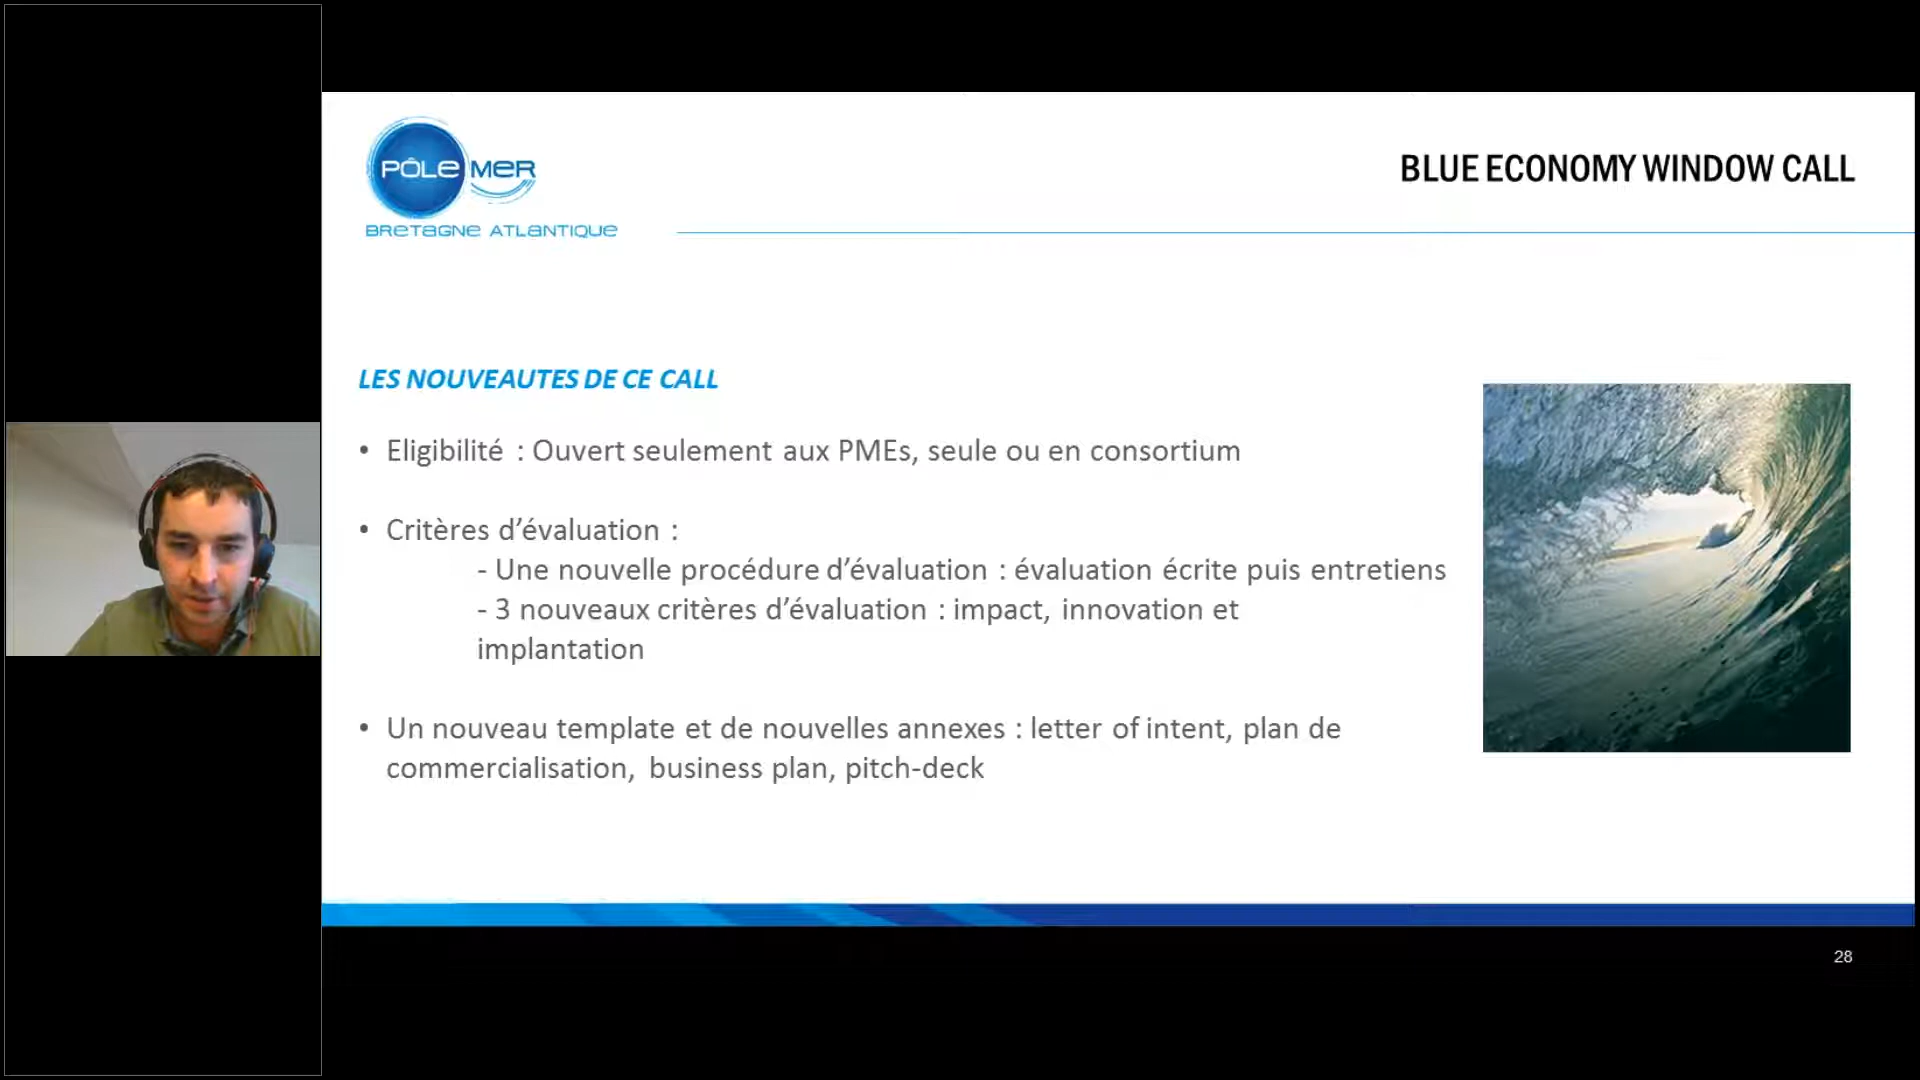 PÔLE MER
BRETAGNE ATLANTIQUE
BLUE ECONOMY WINDOW CALL
LES NOUVEAUTES DE CE CALL
• Eligibilité : Ouvert seulement aux PMEs, seule ou en consortium
• Critères d’évaluation :
- Une nouvelle procédure d’évaluation : évaluation écrite puis entretiens
- 3 nouveaux critères d’évaluation : impact, innovation et
implantation
• Un nouveau template et de nouvelles annexes : letter of intent, plan de
commercialisation, business plan, pitch-deck
28